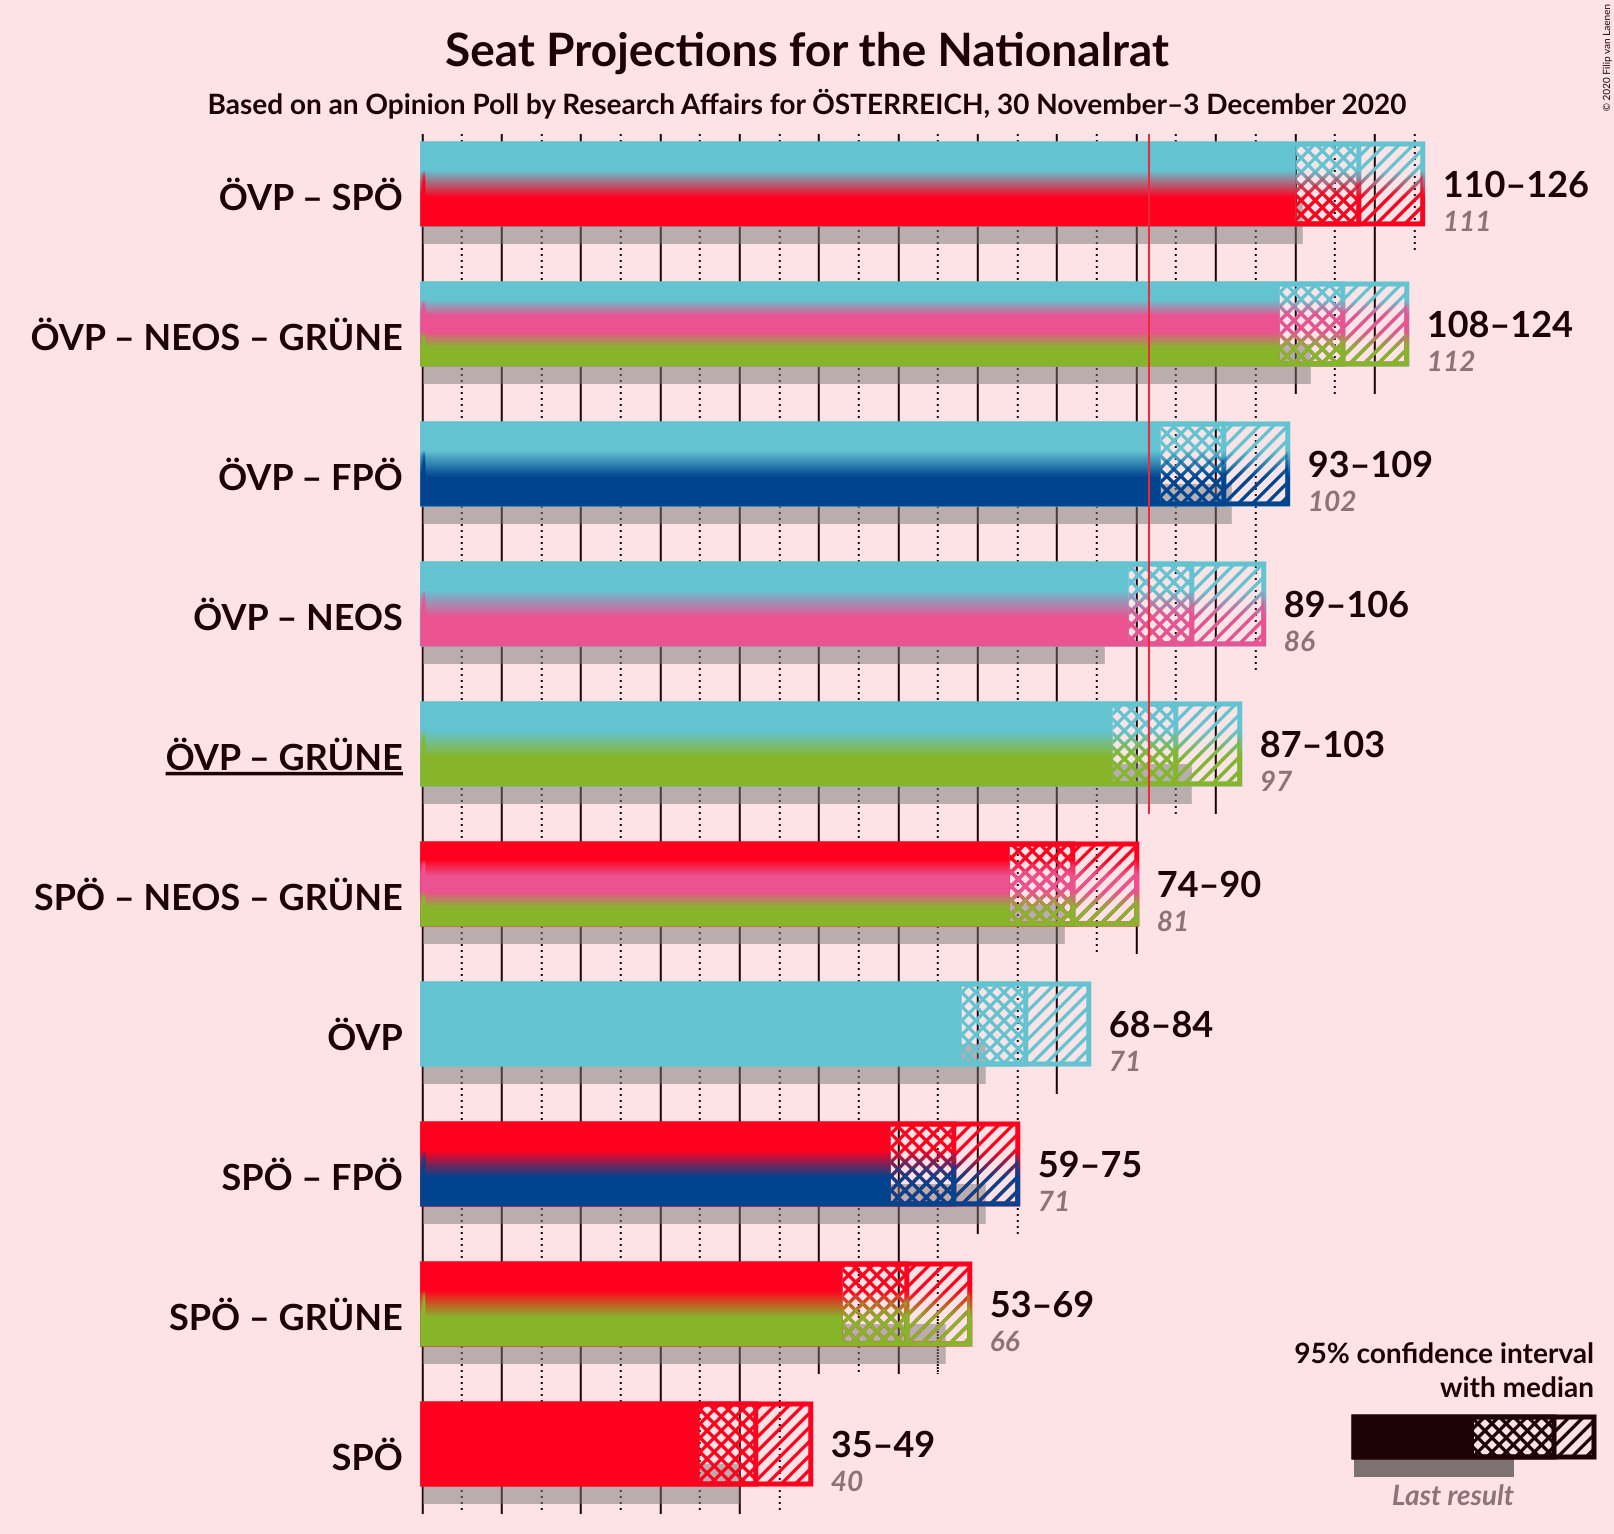 Seat Projections for the Nationalrat
Based on an Opinion Poll by Research Affairs for ÖSTERREICH, 30 November–3 December 2020
© 2020 Filip van Laenen
ÖVP – SPÖ
110–126
111
ÖVP – NEOS – GRÜNE
108–124
112
ÖVP – FPÖ
93–109
102
ÖVP – NEOS
89–106
86
ÖVP – GRÜNE
87–103
97
SPÖ – NEOS – GRÜNE
74–90
81
ÖVP
68–84
71
SPÖ – FPÖ
59–75
71
SPÖ – GRÜNE
53–69
66
SPÖ
35–49
40
95% confidence interval
with median
Last result